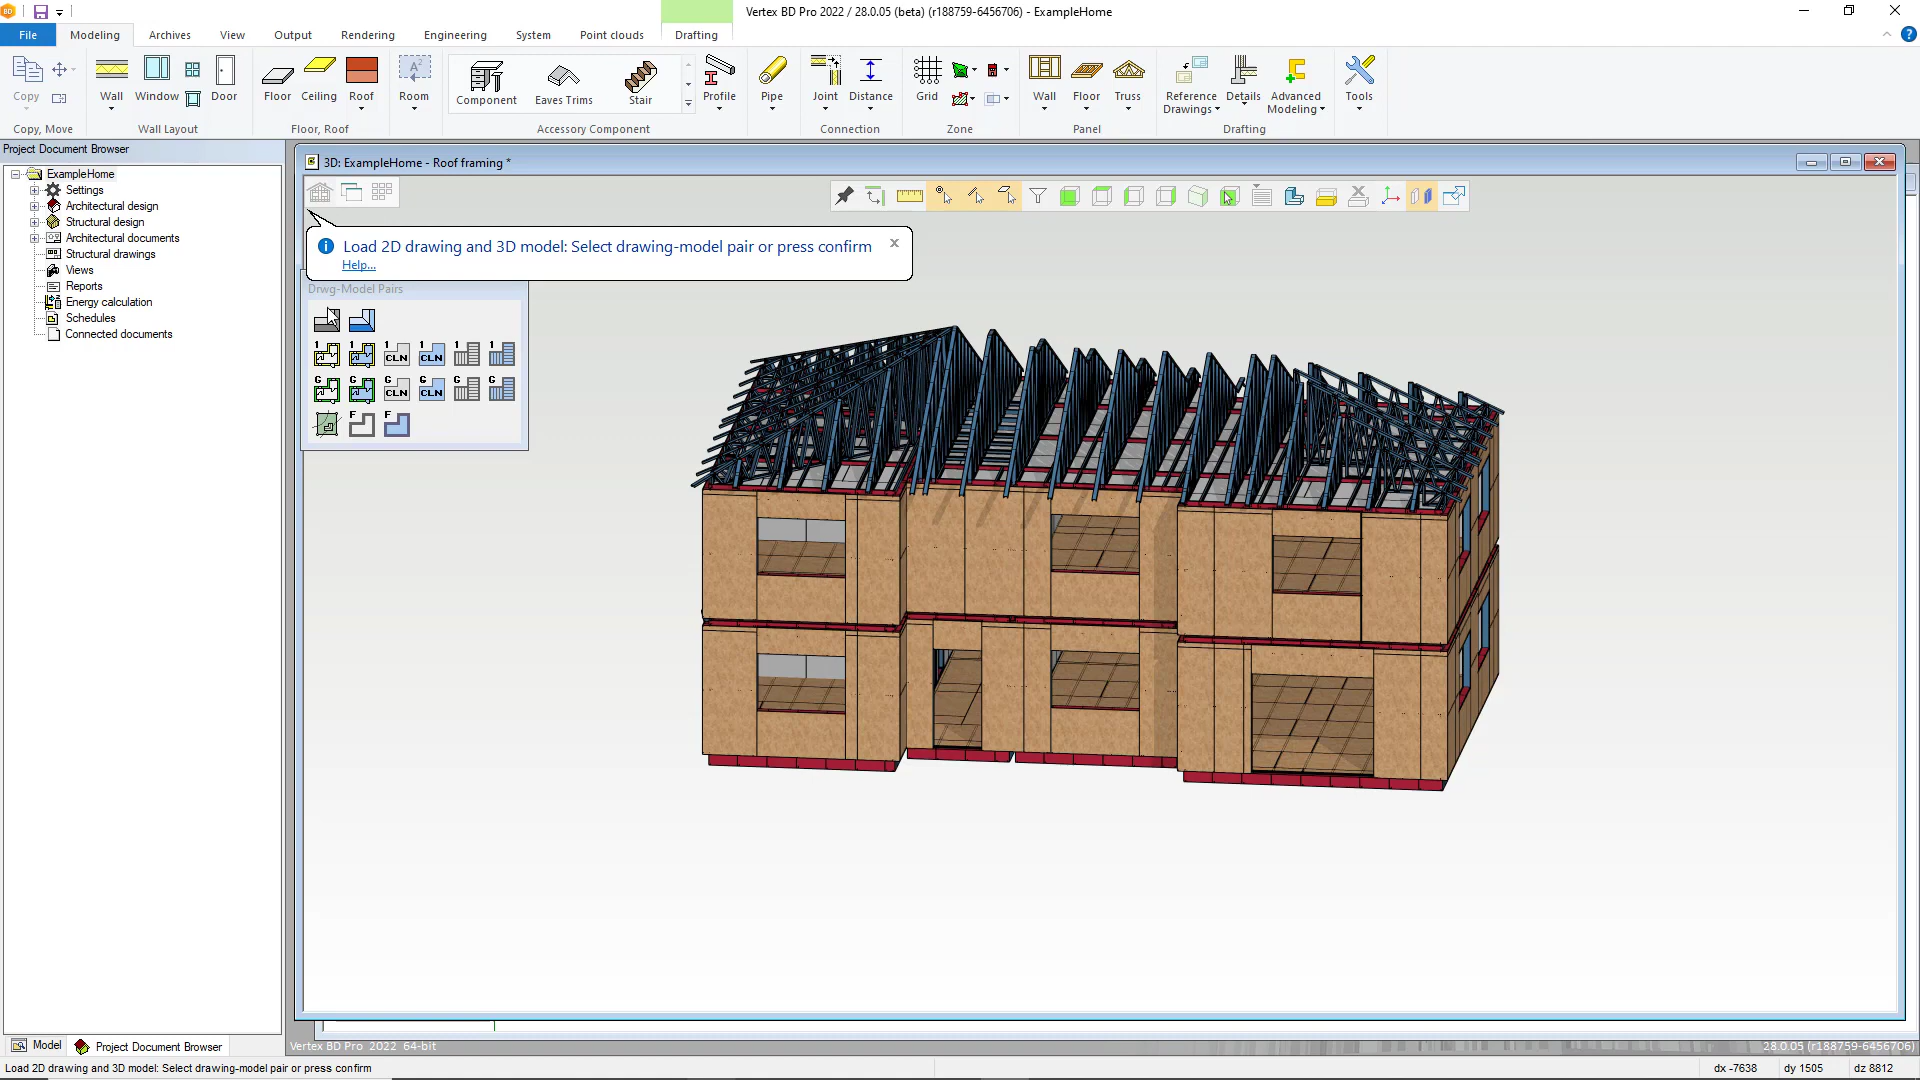 BD
Vertex BD Pro 2022 / 28.0.05 (beta) (r188759-6456706) - ExampleHome
File
Modeling
Archives
View
Output
Rendering
Engineering
System
Point clouds
Drafting
Copy
Wall
Window
Door
Floor
Ceiling
Roof
Room
Component
Eaves Trims
Stair
Profile
Pipe
Joint
Distance
Grid
Wall
Floor
Truss
Reference
Drawings
Details
Advanced
Modeling
Tools
Copy, Move
Wall Layout
Floor, Roof
Accessory Component
Connection
Zone
Panel
Drafting
Project Document Browser
ExampleHome
Settings
Architectural design
Structural design
Architectural documents
Structural drawings
Views
Reports
Energy calculation
Schedules
Connected documents
3D: ExampleHome - Roof framing *
Load 2D drawing and 3D model: Select drawing-model pair or press confirm
Help...
Drwg-Model Pairs
1 1 1 CLN 1 CLN 1 1
G G G CLN G CLN G G
F F
Model
Project Document Browser
Vertex BD Pro 2022 64-bit
28.0.05 (r188759-6456706)
Load 2D drawing and 3D model: Select drawing-model pair or press confirm
dx -7638
dy 1505
dz 8812